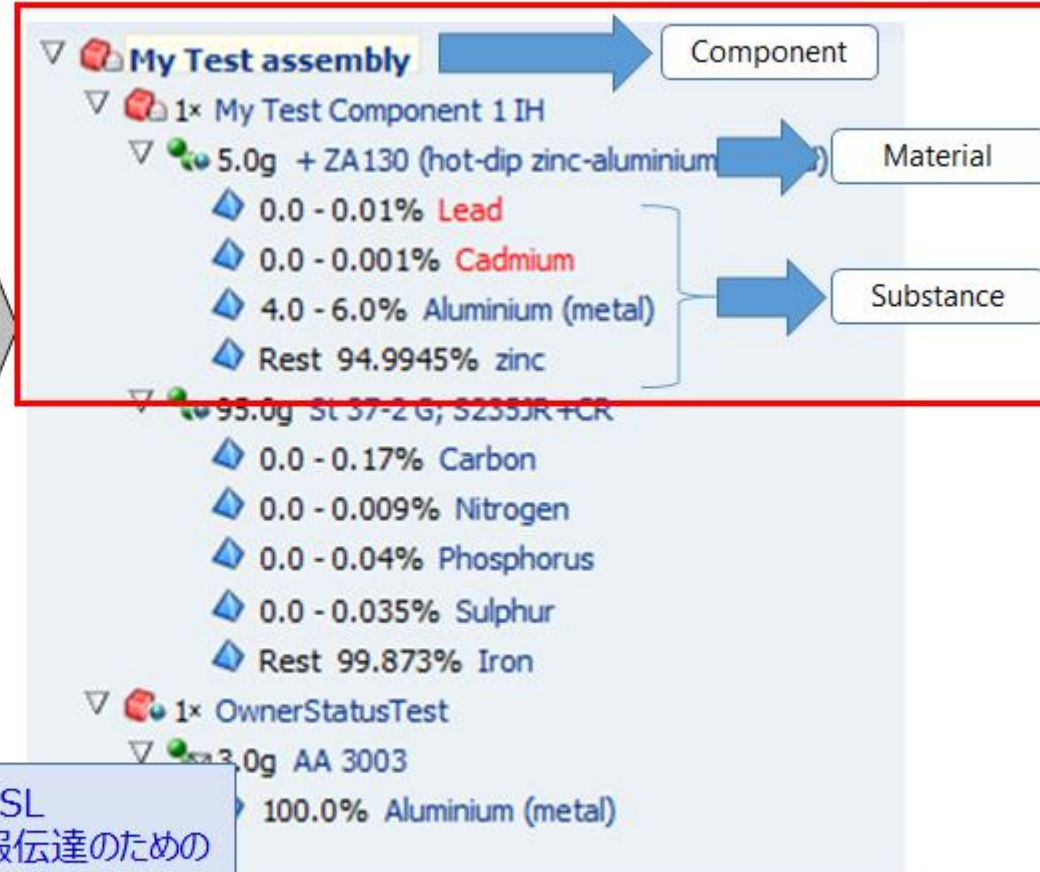 My Test assembly
Component
1x My Test Component 1 IH
5.0g + ZA130 (hot-dip zinc-aluminium
Material
0.0 - 0.01% Lead
0.0 - 0.001% Cadmium
4.0 - 6.0% Aluminium (metal)
Substance
Rest 94.9945% zinc
95.0g St 37-2 G; S235JR+CR
0.0 - 0.17% Carbon
0.0 - 0.009% Nitrogen
0.0 - 0.04% Phosphorus
0.0 - 0.035% Sulphur
Rest 99.873% Iron
1x OwnerStatusTest
3.0g AA 3003
SL
100.0% Aluminium (metal)
伝達のための